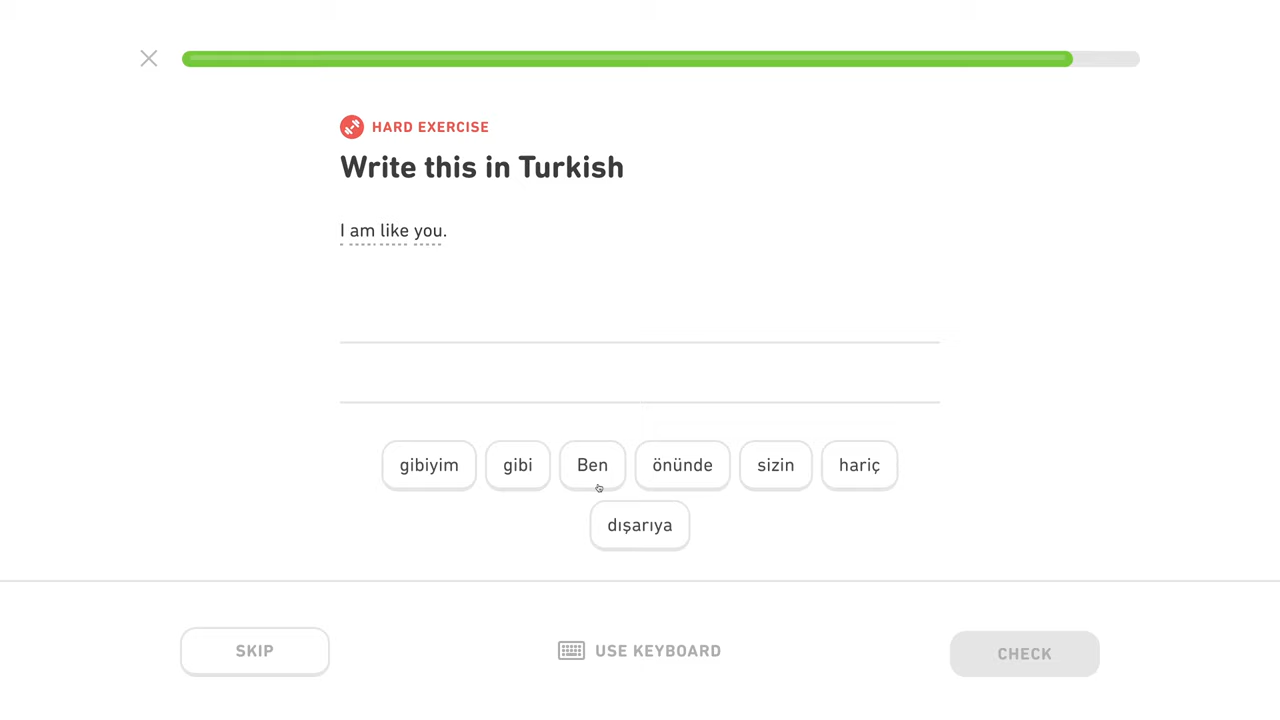 HARD EXERCISE
Write this in Turkish
I am like you.
gibiyim gibi Ben önünde sizin hariç
dışarıya
SKIP USE KEYBOARD CHECK